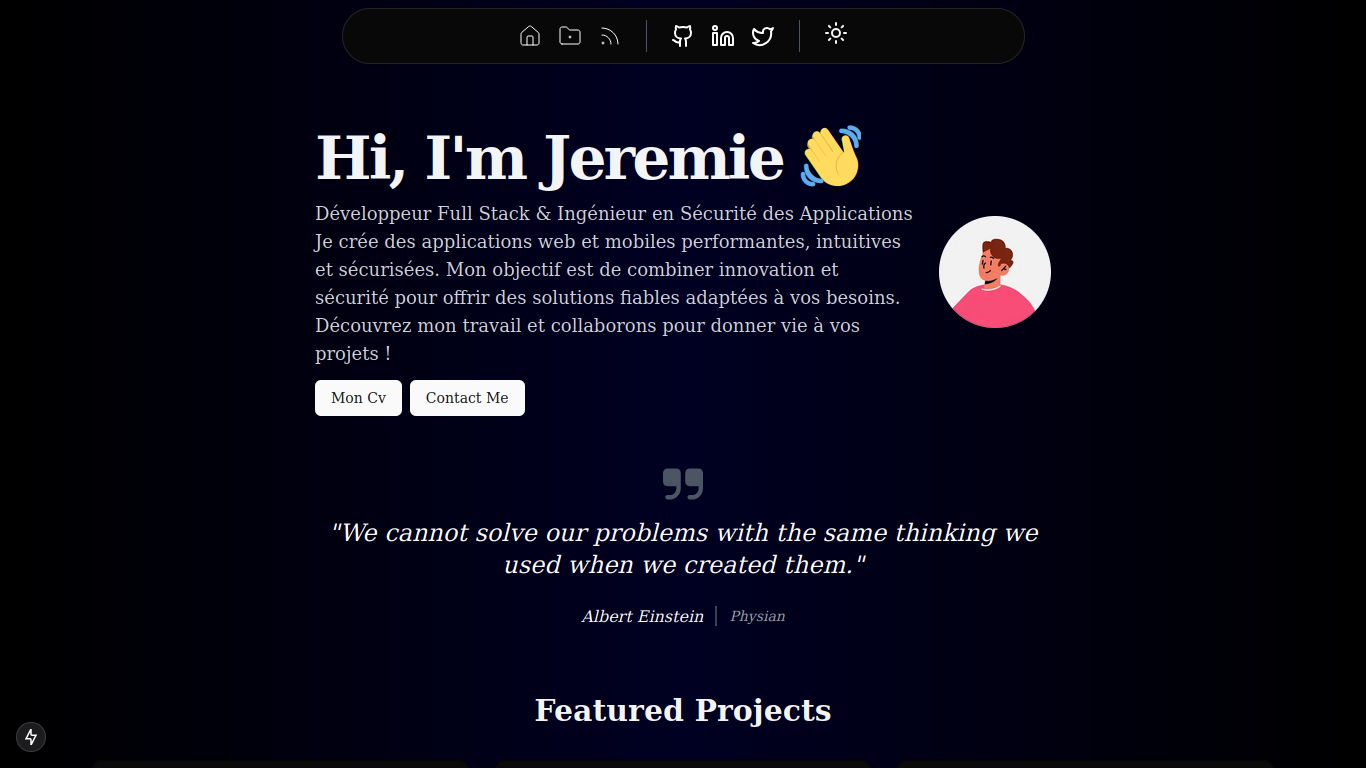 Hi, I'm Jeremie 👋
Développeur Full Stack & Ingénieur en Sécurité des Applications
Je crée des applications web et mobiles performantes, intuitives
et sécurisées. Mon objectif est de combiner innovation et
sécurité pour offrir des solutions fiables adaptées à vos besoins.
Découvrez mon travail et collaborons pour donner vie à vos
projets !
Mon Cv
Contact Me
"We cannot solve our problems with the same thinking we
used when we created them."
Albert Einstein
Physian
Featured Projects